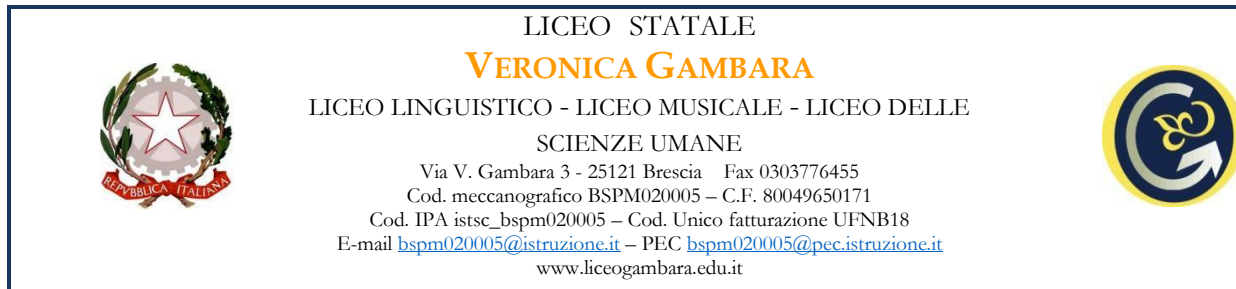 LICEO STATALE
VERONICA GAMBARA
LICEO LINGUISTICO - LICEO MUSICALE - LICEO DELLE
SCIENZE UMANE
Via V. Gambara 3 - 25121 Brescia Fax 0303776455
Cod. meccanografico BSPM020005 – C.F. 80049650171
Cod. IPA istsc_bspm020005 – Cod. Unico fatturazione UFNB18
E-mail bspm020005@istruzione.it – PEC bspm020005@pec.istruzione.it
www.liceogambara.edu.it
REPVBBLICA ITALIANA